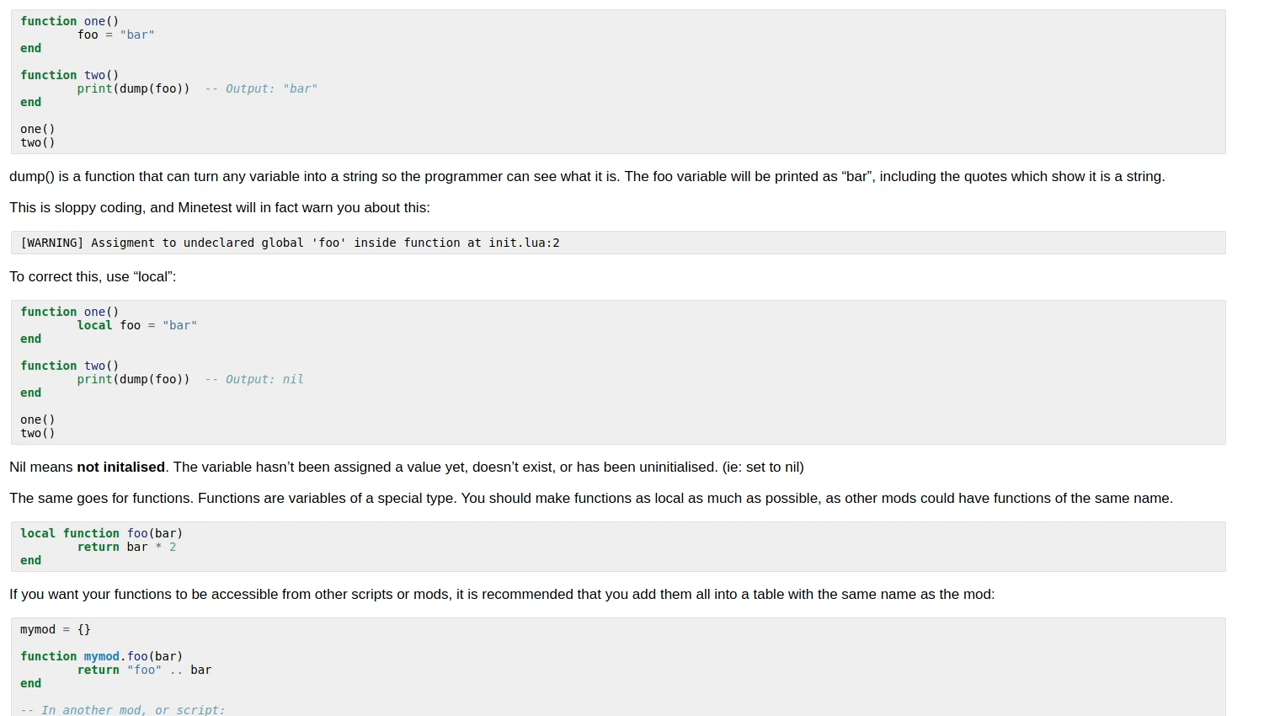 function one()
        foo = "bar"
end
function two()
        print(dump(foo))  -- Output: "bar"
end
one()
two()
dump() is a function that can turn any variable into a string so the programmer can see what it is. The foo variable will be printed as “bar”, including the quotes which show it is a string.
This is sloppy coding, and Minetest will in fact warn you about this:
[WARNING] Assigment to undeclared global 'foo' inside function at init.lua:2
To correct this, use “local”:
function one()
        local foo = "bar"
end
function two()
        print(dump(foo))  -- Output: nil
end
one()
two()
Nil means not initalised. The variable hasn’t been assigned a value yet, doesn’t exist, or has been uninitialised. (ie: set to nil)
The same goes for functions. Functions are variables of a special type. You should make functions as local as much as possible, as other mods could have functions of the same name.
local function foo(bar)
        return bar * 2
end
If you want your functions to be accessible from other scripts or mods, it is recommended that you add them all into a table with the same name as the mod:
mymod = {}
function mymod.foo(bar)
        return "foo" .. bar
end
-- In another mod, or script: